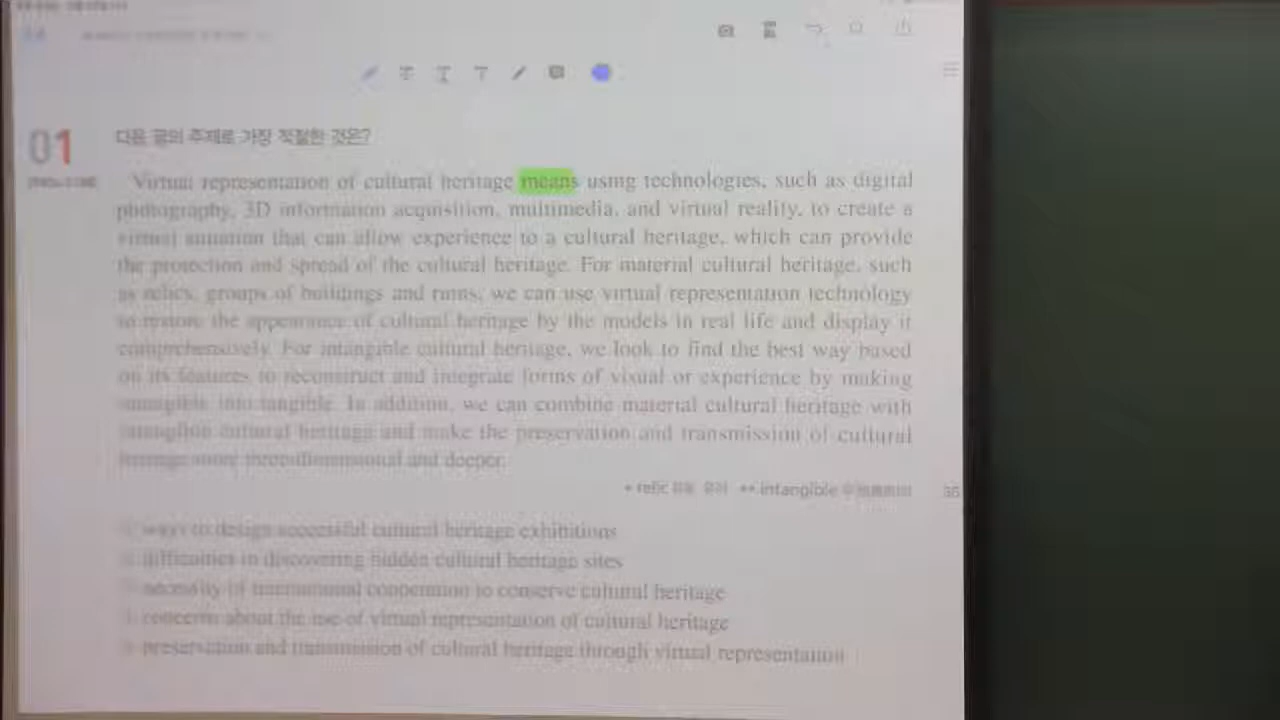 01
다음 글의 주제로 가장 적절한 것은?
Virtual representation of cultural heritage means using technologies, such as digital
photography, 3D information acquisition, multimedia, and virtual reality, to create a
virtual situation that can allow experience to a cultural heritage, which can provide
the protection and spread of the cultural heritage. For material cultural heritage, such
as relics, groups of buildings and ruins, we can use virtual representation technology
to restore the appearance of cultural heritage by the models in real life and display it
comprehensively. For intangible cultural heritage, we look to find the best way based
on its features to reconstruct and integrate forms of visual or experience by making
intangible into tangible. In addition, we can combine material cultural heritage with
intangible cultural heritage and make the preservation and transmission of cultural
heritage more three-dimensional and deeper.
* relic ** intangible
36
ways to design successful cultural heritage exhibitions
difficulties in discovering hidden cultural heritage sites
necessity of transnational cooperation to conserve cultural heritage
concerns about the use of virtual representation of cultural heritage
preservation and transmission of cultural heritage through virtual representation